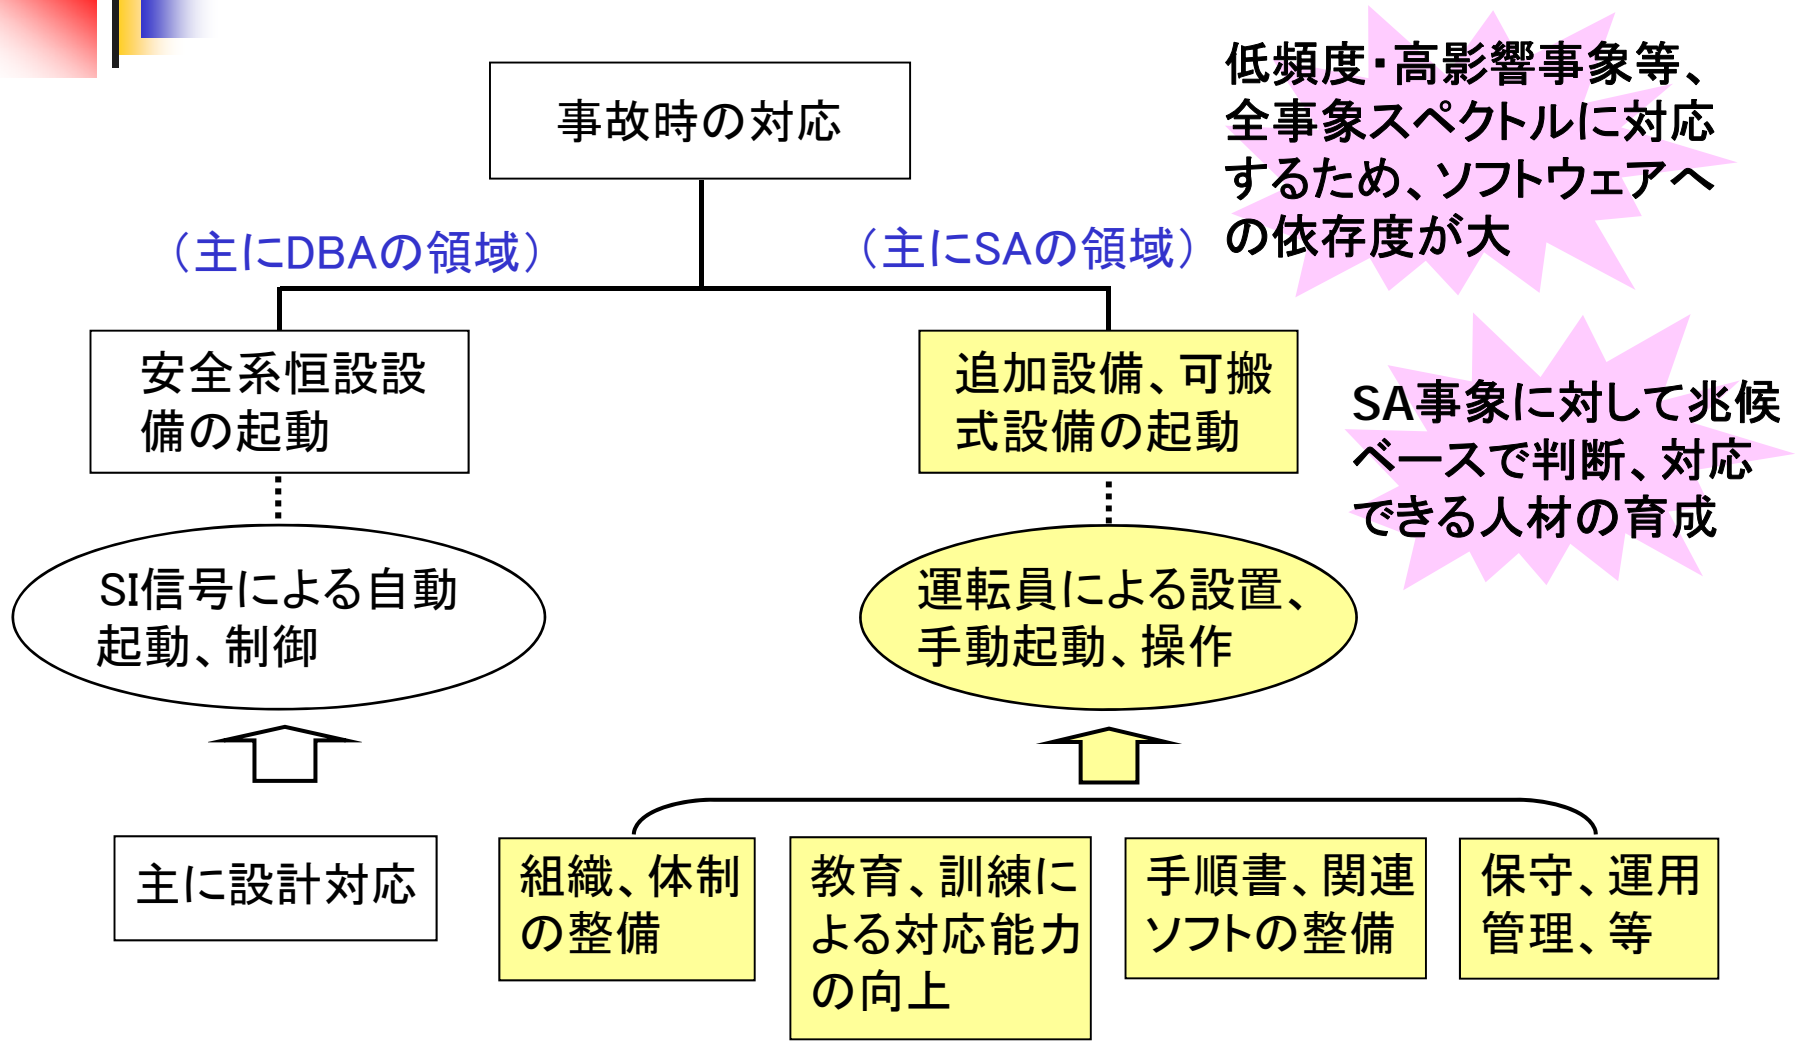 事故時の対応
低頻度・高影響事象等、
全事象スペクトルに対応
するため、ソフトウェアへ
の依存度が大
（主にDBAの領域）
（主にSAの領域）
安全系恒設設
備の起動
追加設備、可搬
式設備の起動
SA事象に対して兆候
ベースで判断、対応
できる人材の育成
SI信号による自動
起動、制御
運転員による設置、
手動起動、操作
主に設計対応
組織、体制
の整備
教育、訓練に
よる対応能力
の向上
手順書、関連
ソフトの整備
保守、運用
管理、等